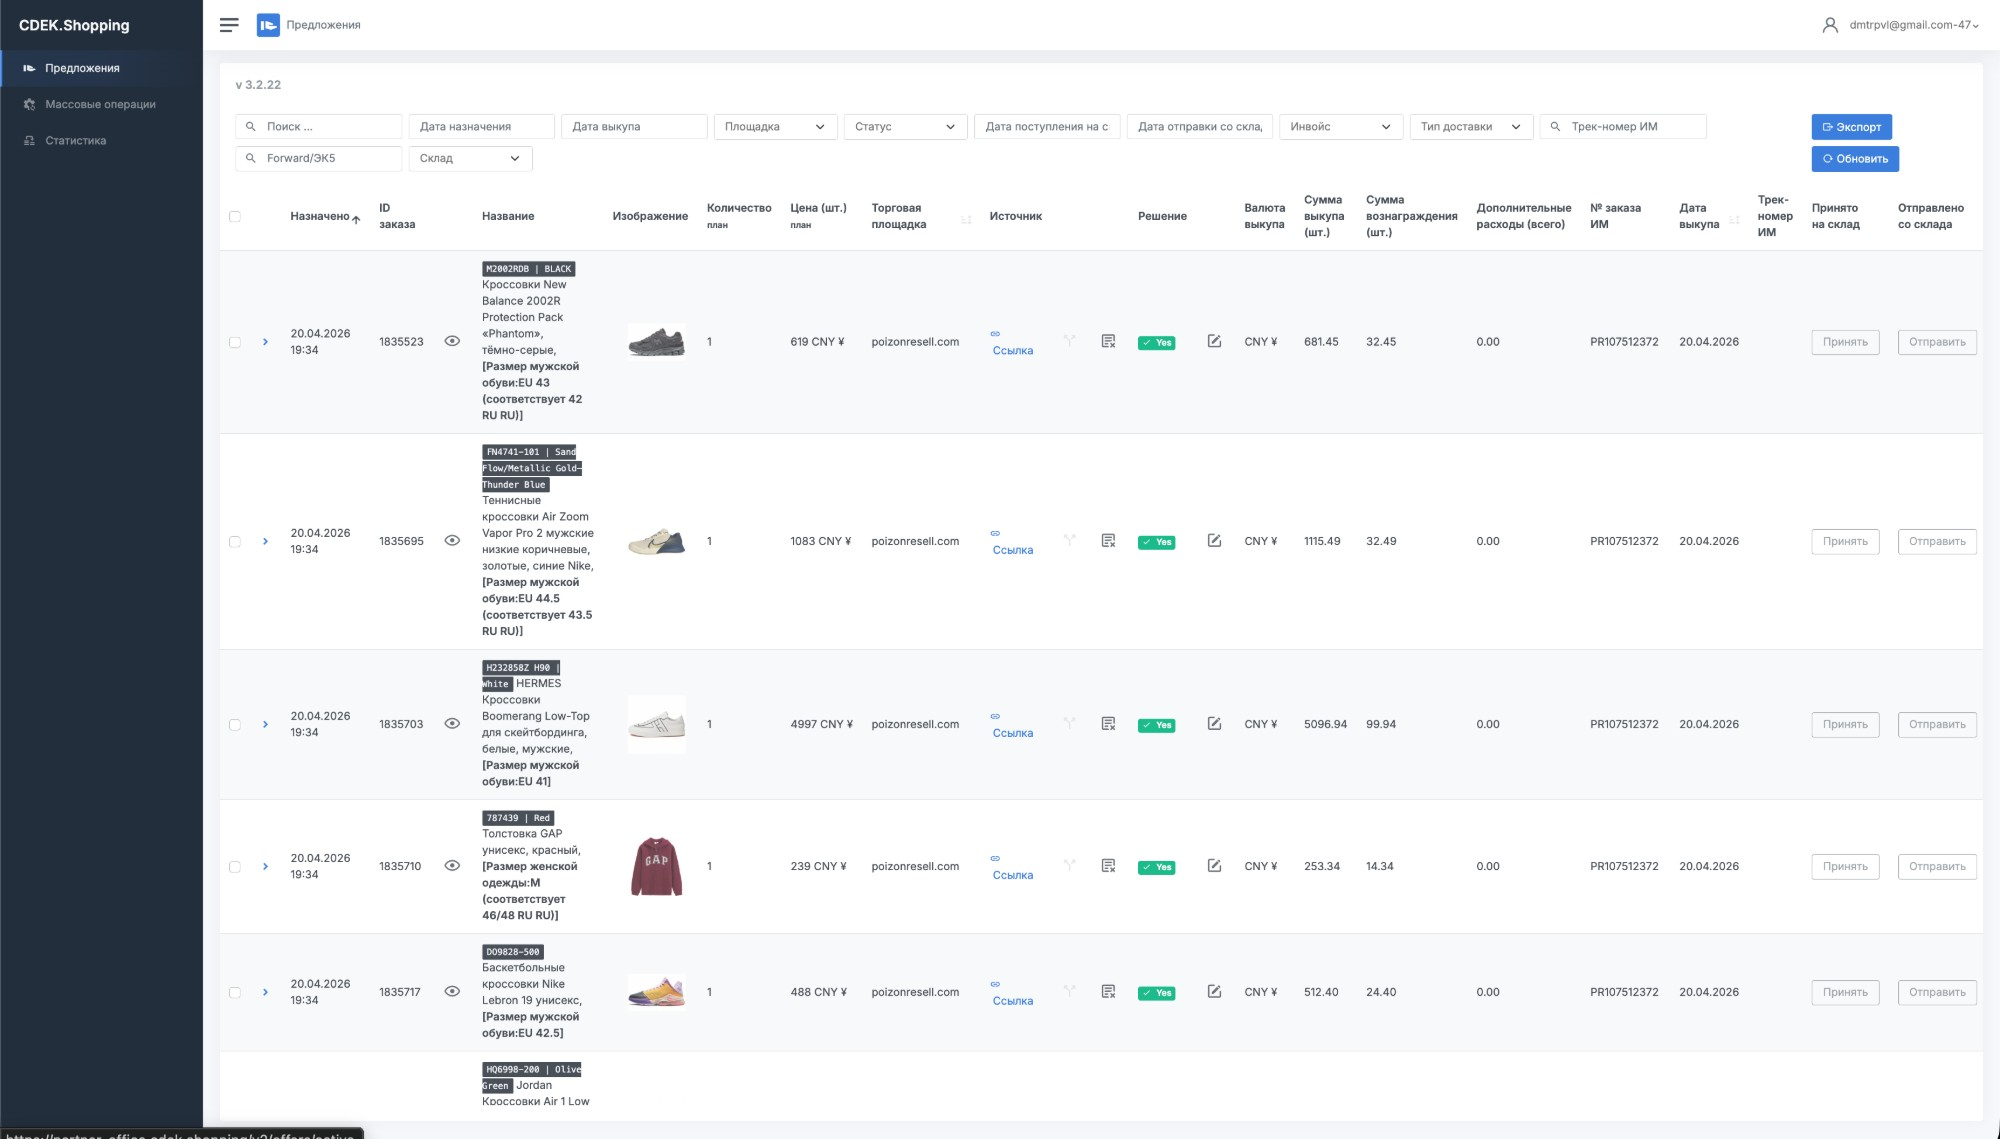 CDEK.Shopping
Предложения
Массовые операции
Статистика
Предложения
dmtrpvl@gmail.com-47
v 3.2.22
Поиск ...
Дата назначения
Дата выкупа
Площадка
Статус
Дата поступления на с
Дата отправки со скла
Инвойс
Тип доставки
Трек-номер ИМ
Экспорт
Forward/ЭК5
Склад
Обновить
Назначено
ID
заказа
Название
Изображение
Количество
план
Цена (шт.)
план
Торговая
площадка
Источник
Решение
Валюта
выкупа
Сумма
выкупа
(шт.)
Сумма
вознаграждения
(шт.)
Дополнительные
расходы (всего)
№ заказа
ИМ
Дата
выкупа
Трек-
номер
ИМ
Принято
на склад
Отправлено
со склада
20.04.2026
19:34
1835523
M2002RDB | BLACK
Кроссовки New
Balance 2002R
Protection Pack
«Phantom»,
тёмно-серые,
[Размер мужской
обуви:EU 43
(соответствует 42
RU RU)]
1
619 CNY ¥
poizonresell.com
Ссылка
Yes
CNY ¥
681.45
32.45
0.00
PR107512372
20.04.2026
Принять
Отправить
20.04.2026
19:34
1835695
FN4741-101 | Sand
Flow/Metallic Gold-
Thunder Blue
Теннисные
кроссовки Air Zoom
Vapor Pro 2 мужские
низкие коричневые,
золотые, синие Nike,
[Размер мужской
обуви:EU 44.5
(соответствует 43.5
RU RU)]
1
1083 CNY ¥
poizonresell.com
Ссылка
Yes
CNY ¥
1115.49
32.49
0.00
PR107512372
20.04.2026
Принять
Отправить
20.04.2026
19:34
1835703
H232858Z H90 |
White HERMES
Кроссовки
Boomerang Low-Top
для скейтбординга,
белые, мужские,
[Размер мужской
обуви:EU 41]
1
4997 CNY ¥
poizonresell.com
Ссылка
Yes
CNY ¥
5096.94
99.94
0.00
PR107512372
20.04.2026
Принять
Отправить
20.04.2026
19:34
1835710
787439 | Red
Толстовка GAP
унисекс, красный,
[Размер женской
одежды:M
(соответствует
46/48 RU RU)]
GAP
1
239 CNY ¥
poizonresell.com
Ссылка
Yes
CNY ¥
253.34
14.34
0.00
PR107512372
20.04.2026
Принять
Отправить
20.04.2026
19:34
1835717
DO9828-500
Баскетбольные
кроссовки Nike
Lebron 19 унисекс,
[Размер мужской
обуви:EU 42.5]
1
488 CNY ¥
poizonresell.com
Ссылка
Yes
CNY ¥
512.40
24.40
0.00
PR107512372
20.04.2026
Принять
Отправить
HQ6998-200 | Olive
Green Jordan
Кроссовки Air 1 Low